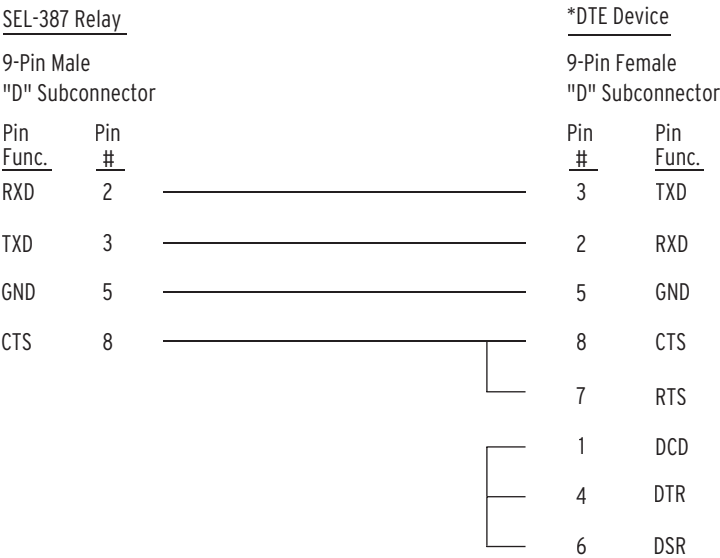 SEL-387 Relay *DTE Device
9-Pin Male 9-Pin Female
"D" Subconnector "D" Subconnector
Pin Pin Pin Pin
Func. # # Func.
RXD 2 3 TXD
TXD 3 2 RXD
GND 5 5 GND
CTS 8 8 CTS
7 RTS
1 DCD
4 DTR
6 DSR